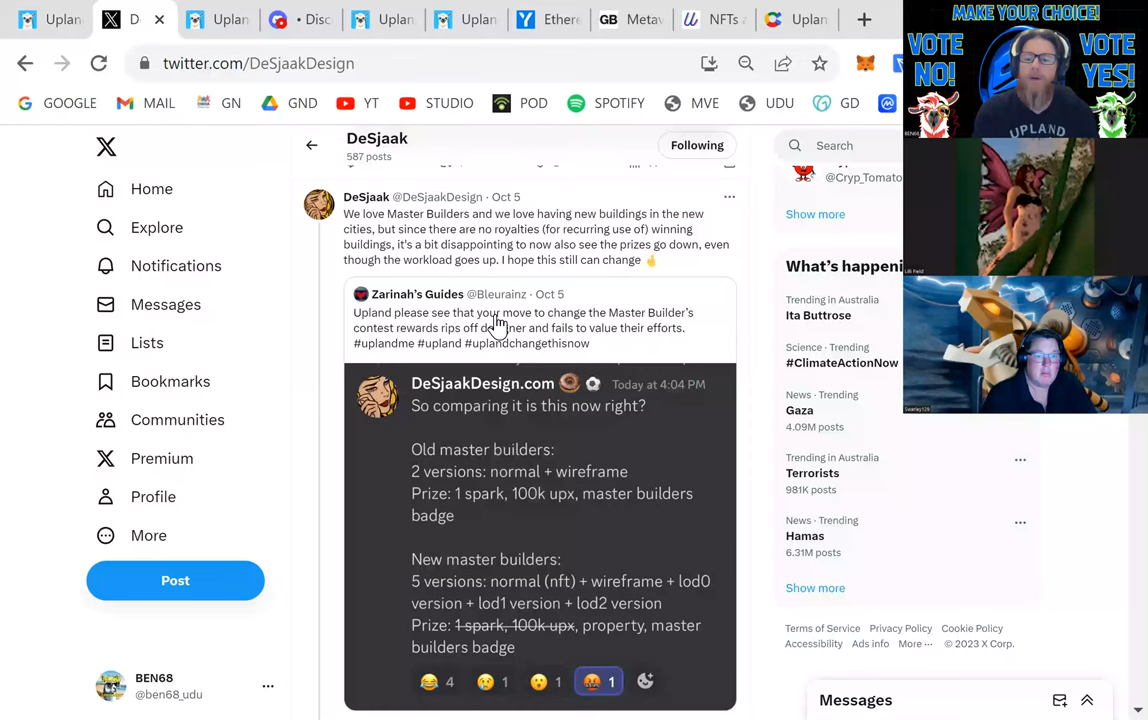 Uplan
D
Uplan
Disc
Uplan
Uplan
Ethere
Meta
NFTs
Uplan
twitter.com/DeSjaakDesign
GOOGLE
MAIL
GN
GND
YT
STUDIO
POD
SPOTIFY
MVE
UDU
GD
MAKE YOUR CHOICE!
VOTE NO!
VOTE YES!
UPLAND
BEN68
Lilli Field
Swarley129
Home
Explore
Notifications
Messages
Lists
Bookmarks
Communities
Premium
Profile
More
Post
BEN68
@ben68_udu
DeSjaak
587 posts
Following
DeSjaak @DeSjaakDesign · Oct 5
We love Master Builders and we love having new buildings in the new
cities, but since there are no royalties (for recurring use of) winning
buildings, it's a bit disappointing to now also see the prizes go down, even
though the workload goes up. I hope this still can change
Zarinah's Guides @Bleurainz · Oct 5
Upland please see that your move to change the Master Builder's
contest rewards rips off and fails to value their efforts.
#uplandme #upland #uplandchangethisnow
DeSjaakDesign.com Today at 4:04 PM
So comparing it is this now right?
Old master builders:
2 versions: normal + wireframe
Prize: 1 spark, 100k upx, master builders
badge
New master builders:
5 versions: normal (nft) + wireframe + lod0
version + lod1 version + lod2 version
Prize: 1 spark, 100k upx, property, master
builders badge
4
1
1
1
Search
@Cryp_Tomato
Show more
What's happeni
Trending in Australia
Ita Buttrose
Science · Trending
#ClimateActionNow
News · Trending
Gaza
4.09M posts
Trending in Australia
Terrorists
981K posts
News · Trending
Hamas
6.31M posts
Show more
Terms of Service Privacy Policy Cookie Policy
Accessibility Ads info More ··· © 2023 X Corp.
Messages